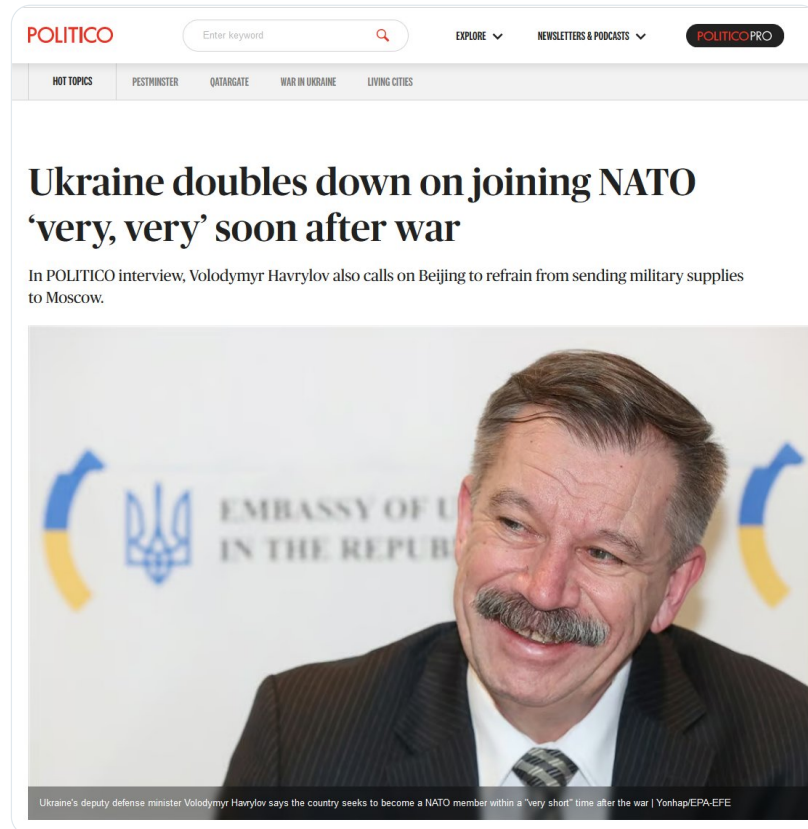 POLITICO
Enter keyword
EXPLORE
NEWSLETTERS & PODCASTS
POLITICO PRO
HOT TOPICS
PESTMINSTER
QATARGATE
WAR IN UKRAINE
LIVING CITIES
Ukraine doubles down on joining NATO
‘very, very’ soon after war
In POLITICO interview, Volodymyr Havrylov also calls on Beijing to refrain from sending military supplies
to Moscow.
EMBASSY OF U
IN THE REPUB
Ukraine's deputy defense minister Volodymyr Havrylov says the country seeks to become a NATO member within a "very short" time after the war | Yonhap/EPA-EFE